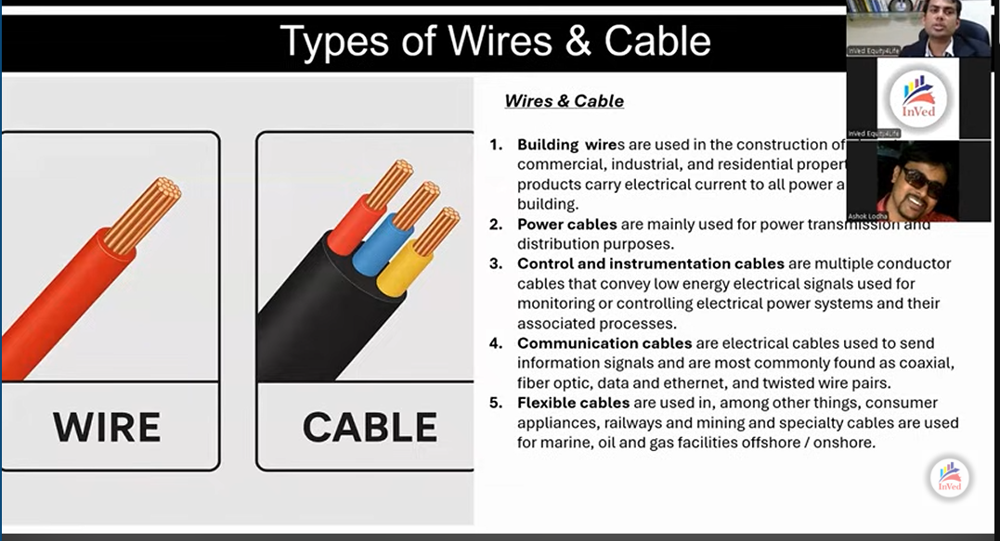 Types of Wires & Cable
InVed Equity4Life
InVed
InVed Equity4Life
Ashok Lodha
Wires & Cable
1. Building wires are used in the construction of
commercial, industrial, and residential
products carry electrical current to all power
building.
2. Power cables are mainly used for power transmission and
distribution purposes.
3. Control and instrumentation cables are multiple conductor
cables that convey low energy electrical signals used for
monitoring or controlling electrical power systems and their
associated processes.
4. Communication cables are electrical cables used to send
information signals and are most commonly found as coaxial,
fiber optic, data and ethernet, and twisted wire pairs.
5. Flexible cables are used in, among other things, consumer
appliances, railways and mining and specialty cables are used
for marine, oil and gas facilities offshore / onshore.
WIRE
CABLE
InVed